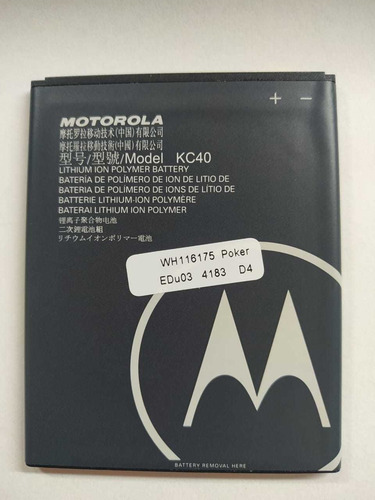 + -
MOTOROLA
摩托罗拉移动技术(中国)有限公司
摩托羅拉移動技術(中國)有限公司
型号/型號/Model KC40
LITHIUM ION POLYMER BATTERY
BATERÍA DE POLÍMERO DE ION DE LITIO DE
BATERIA DE POLÍMERO DE IONS DE LÍTIO DE
BATTERIE LITHIUM-ION POLYMÈRE
BATERAI LITHIUM ION POLYMER
锂离子聚合物电池
二次鋰電池組
リチウムイオンポリマー電池
WH116175 Poker
EDu03 4183 D4
BATTERY REMOVAL HERE